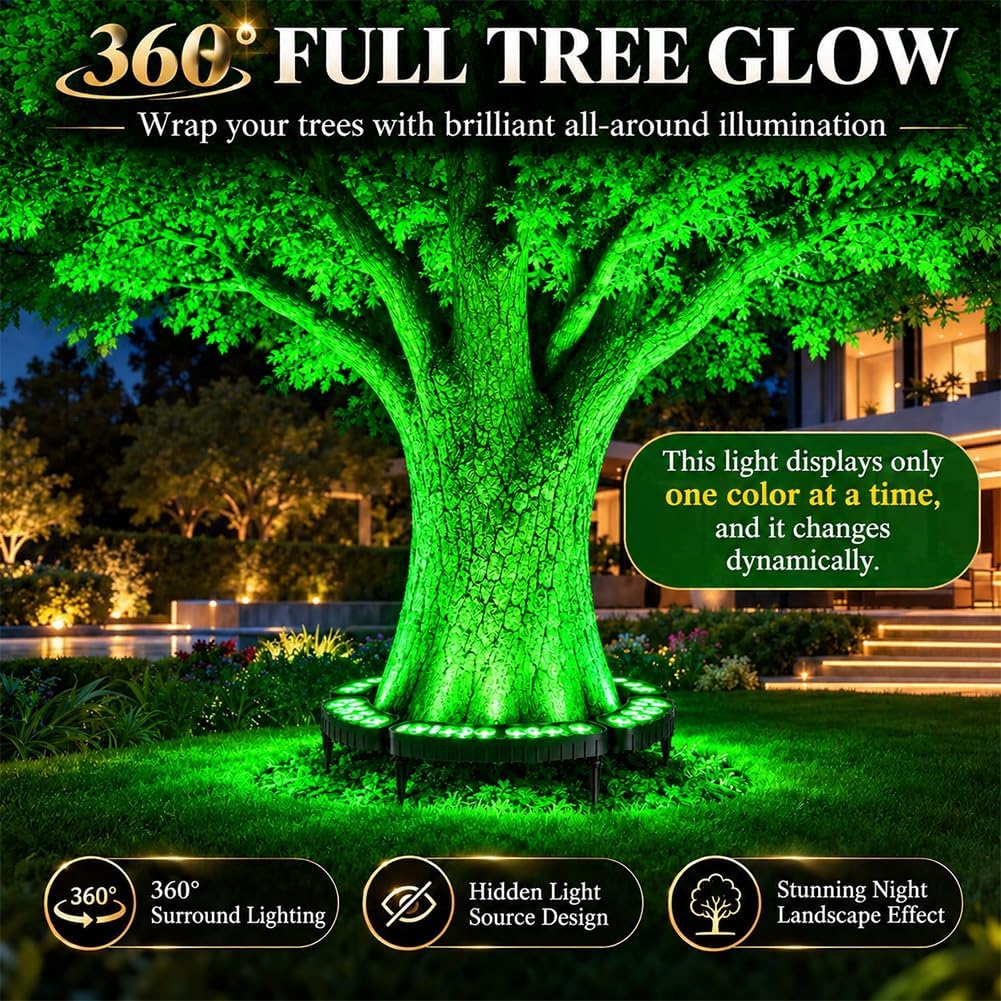 360° FULL TREE GLOW
Wrap your trees with brilliant all-around illumination
This light displays only
one color at a time,
and it changes
dynamically.
360°
360°
Surround Lighting
Hidden Light
Source Design
Stunning Night
Landscape Effect